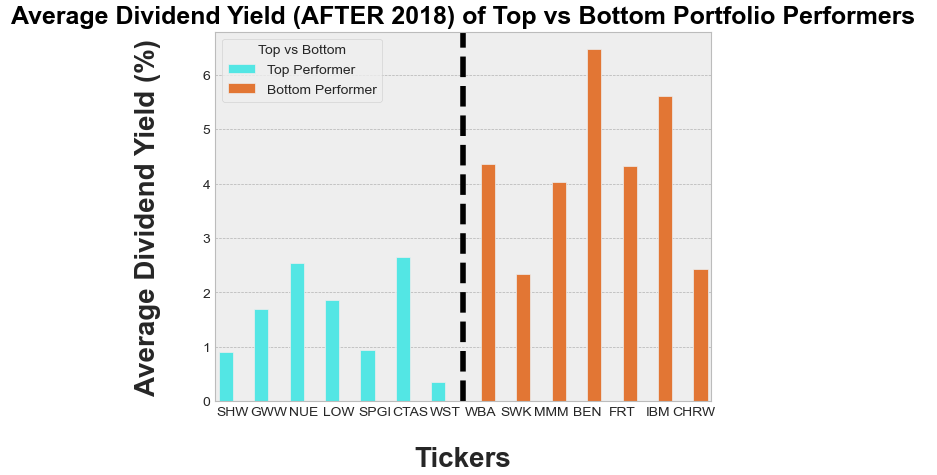 Average Dividend Yield (AFTER 2018) of Top vs Bottom Portfolio Performers
Average Dividend Yield (%)
Top vs Bottom
Top Performer
Bottom Performer
6
5
4
3
2
1
0
SHW GWW NUE LOW SPGI CTAS WST WBA SWK MMM BEN FRT IBM CHRW
Tickers